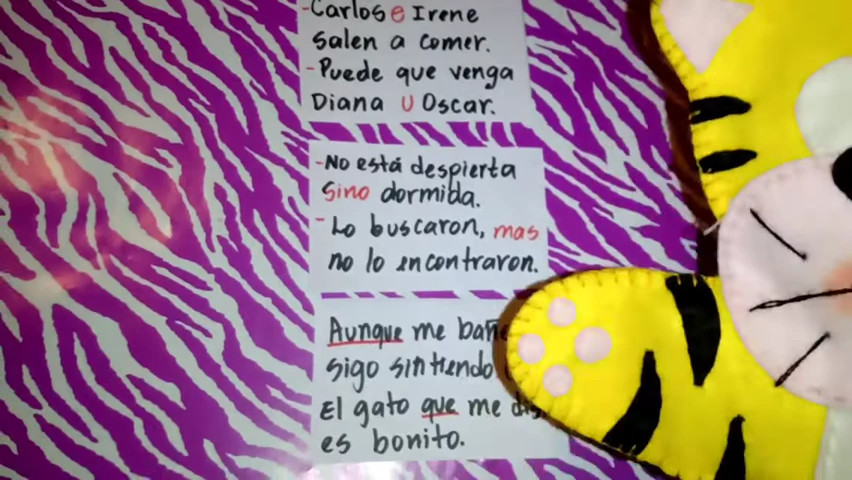 -Carlos e Irene
salen a comer.
-Puede que venga
Diana u Oscar.
-No está despierta
sino dormida.
-Lo buscaron, mas
no lo encontraron.
Aunque me
sigo sintiendo
El gato que me
es bonito.